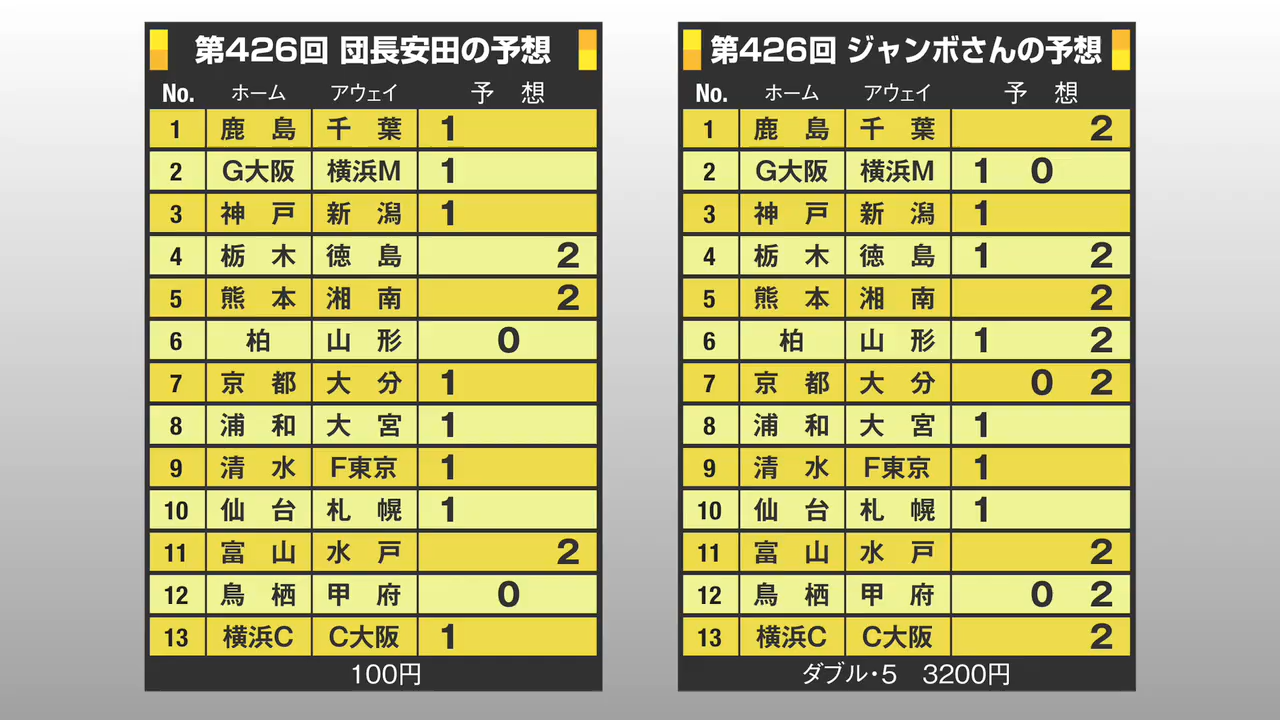 第426回 団長安田の予想
No. ホーム アウェイ 予想
1 鹿島 千葉 1
2 G大阪 横浜M 1
3 神戸 新潟 1
4 栃木 徳島 2
5 熊本 湘南 2
6 柏 山形 0
7 京都 大分 1
8 浦和 大宮 1
9 清水 F東京 1
10 仙台 札幌 1
11 富山 水戸 2
12 鳥栖 甲府 0
13 横浜C C大阪 1
100円
第426回 ジャンボさんの予想
No. ホーム アウェイ 予想
1 鹿島 千葉 2
2 G大阪 横浜M 1 0
3 神戸 新潟 1
4 栃木 徳島 1 2
5 熊本 湘南 2
6 柏 山形 1 2
7 京都 大分 0 2
8 浦和 大宮 1
9 清水 F東京 1
10 仙台 札幌 1
11 富山 水戸 2
12 鳥栖 甲府 0 2
13 横浜C C大阪 2
ダブル・5 3200円